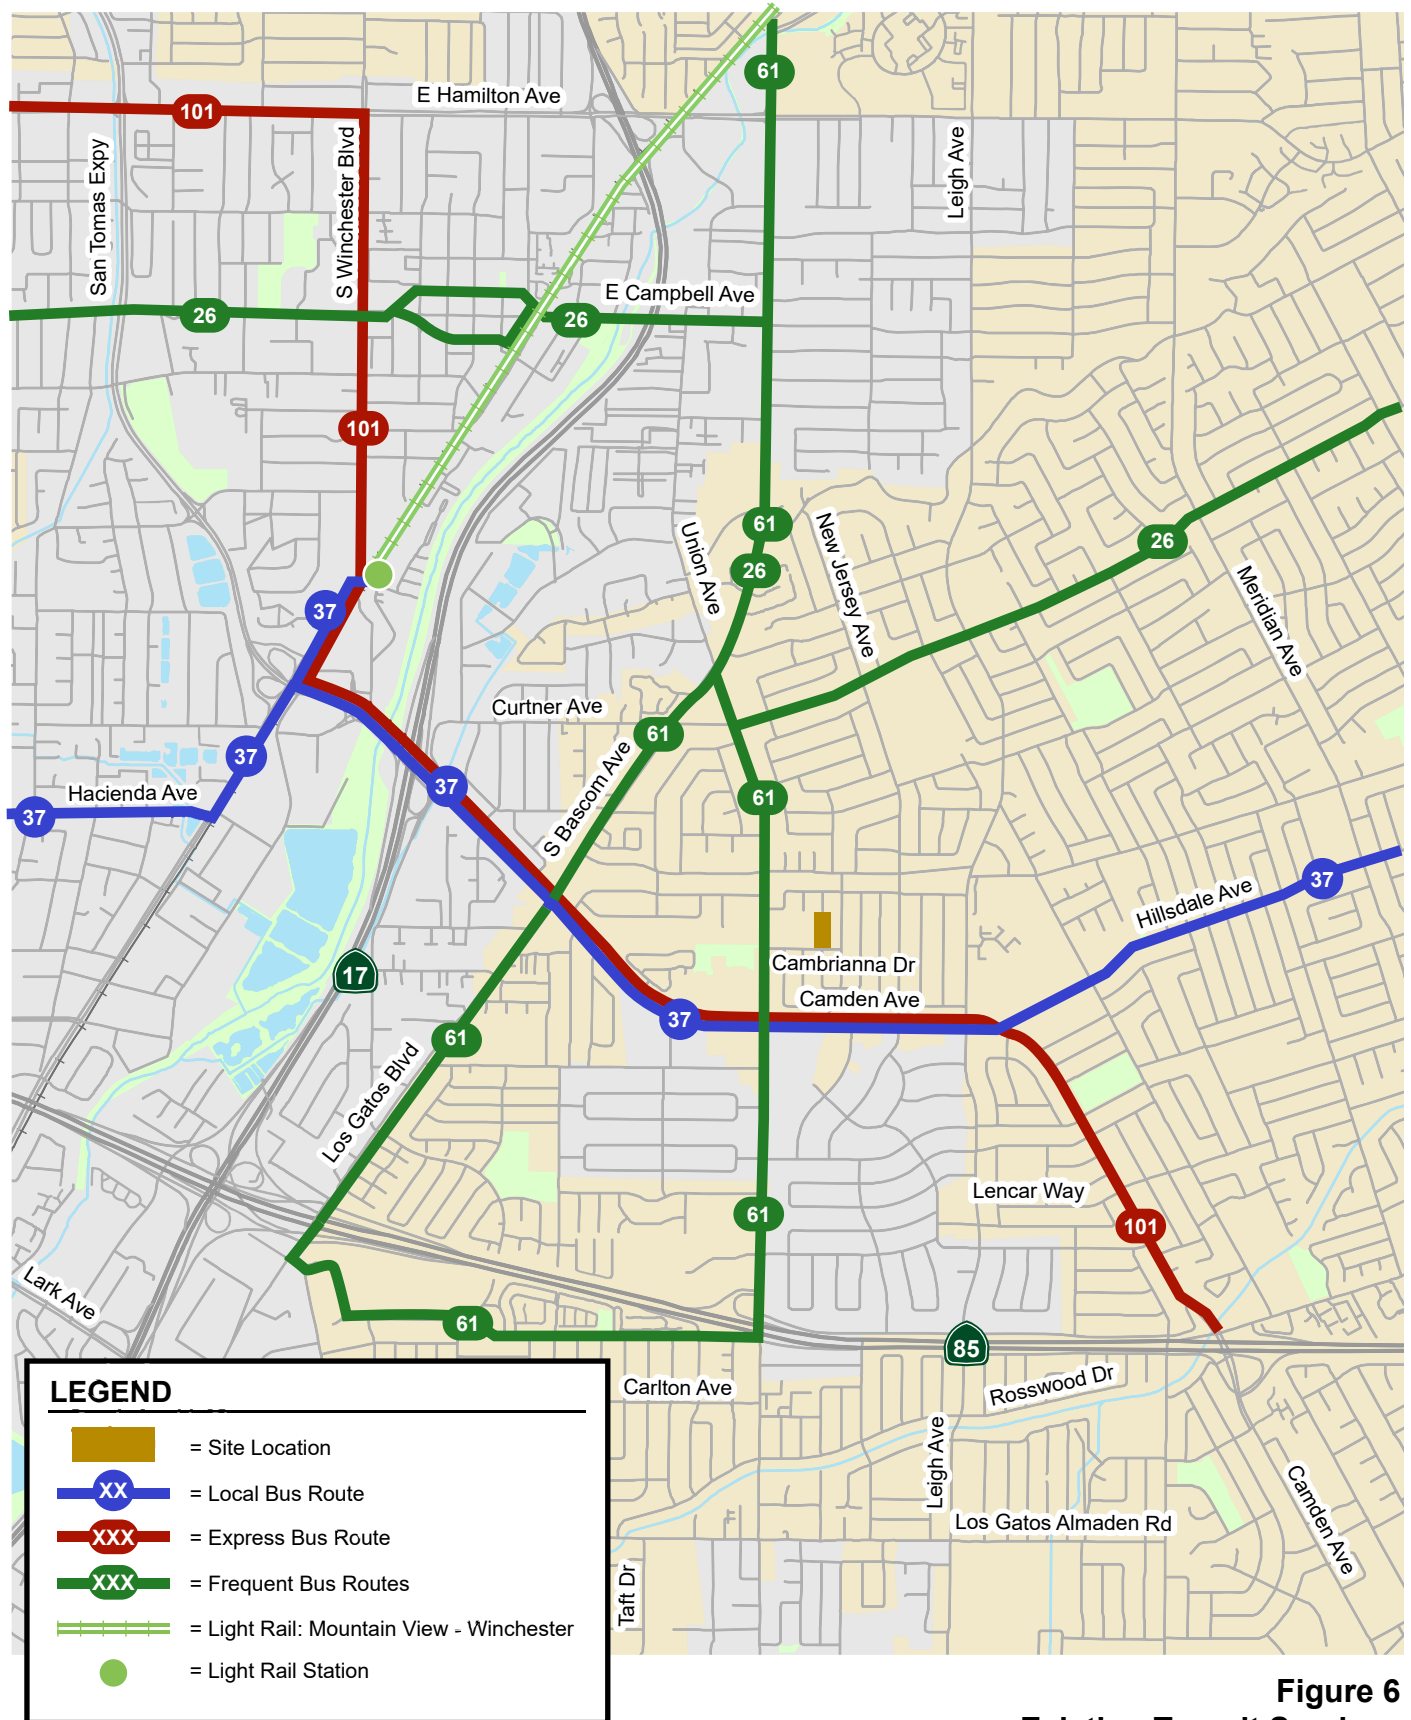 61
E Hamilton Ave
101
Leigh Ave
San Tomas Expy
S Winchester Blvd
E Campbell Ave
26
26
101
61
Union Ave
New Jersey Ave
26
26
Meridian Ave
37
Curtner Ave
61
S Bascom Ave
37
37
61
Hacienda Ave
37
Hillsdale Ave
37
17
Cambrianna Dr
Camden Ave
37
61
Los Gatos Blvd
Lencar Way
61
101
Lark Ave
61
85
Carlton Ave
Rosswood Dr
Leigh Ave
Los Gatos Almaden Rd
Camden Ave
Taft Dr
LEGEND
= Site Location
XX = Local Bus Route
XXX = Express Bus Route
XXX = Frequent Bus Routes
= Light Rail: Mountain View - Winchester
= Light Rail Station
Figure 6